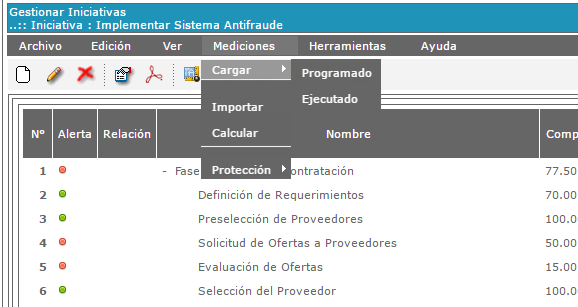 Gestionar Iniciativas
..:: Iniciativa : Implementar Sistema Antifraude
Archivo Edición Ver Mediciones Herramientas Ayuda
Cargar Programado
Ejecutado
Importar
Calcular
Protección
Nº Alerta Relación Nombre Comp
1 - Fase ontratación 77.50
2 Definición de Requerimientos 70.00
3 Preselección de Proveedores 100.0
4 Solicitud de Ofertas a Proveedores 50.00
5 Evaluación de Ofertas 15.00
6 Selección del Proveedor 100.0